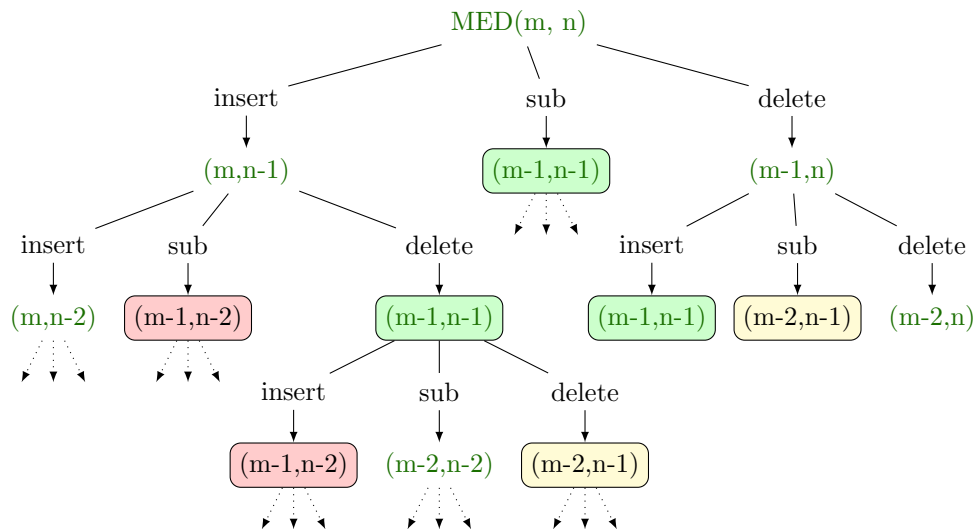 MED(m, n)
insert sub delete
(m,n-1) (m-1,n-1) (m-1,n)
insert sub delete insert sub delete
(m,n-2) (m-1,n-2) (m-1,n-1) (m-1,n-1) (m-2,n-1) (m-2,n)
insert sub delete
(m-1,n-2) (m-2,n-2) (m-2,n-1)